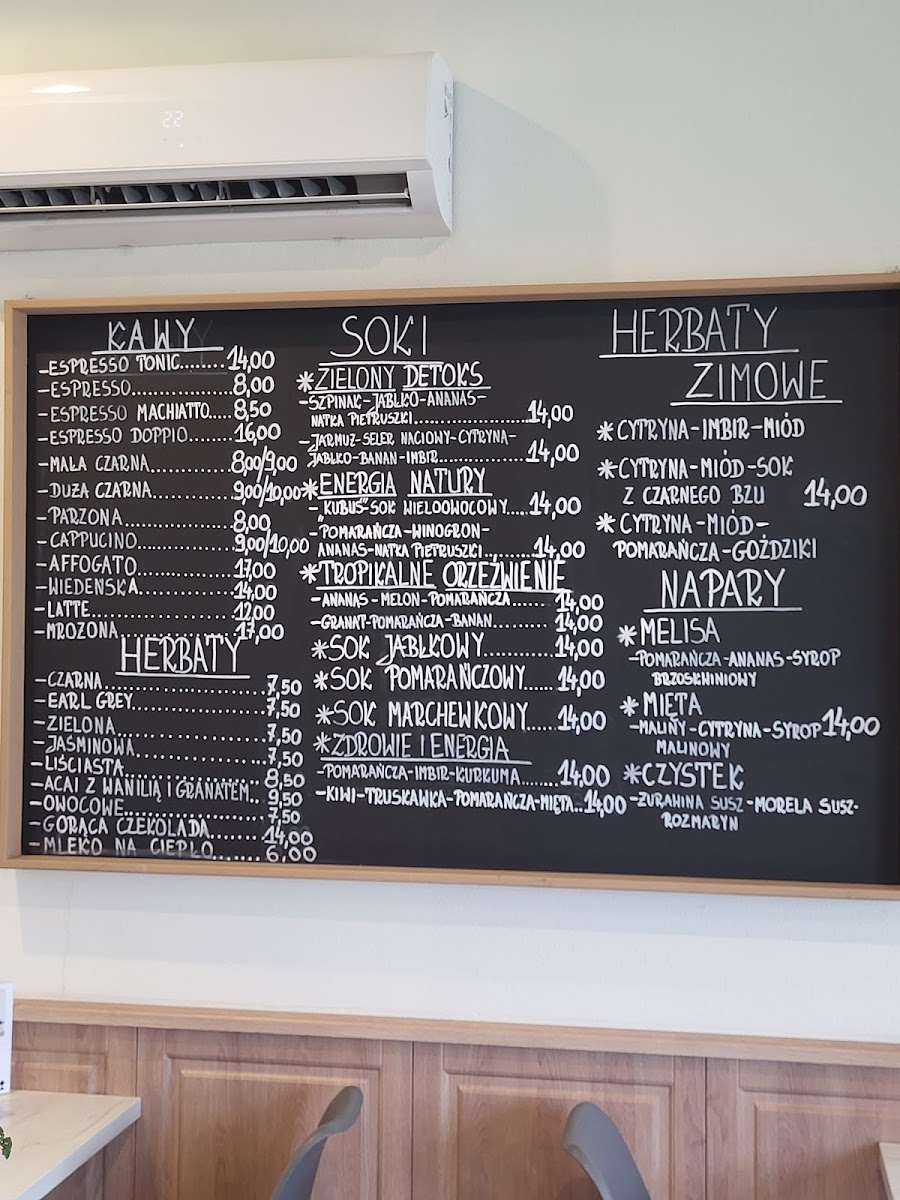 22
KAWY
-ESPRESSO TONIC........14,00
-ESPRESSO..............8,00
-ESPRESSO MACHIATTO....8,50
-ESPRESSO DOPPIO.......16,00
-MAŁA CZARNA...........8,00/9,00
-DUŻA CZARNA...........9,00/10,00
-PARZONA...............8,00
-CAPPUCINO.............9,00/10,00
-AFFOGATO..............17,00
-WIEDEŃSKA.............14,00
-LATTE.................12,00
-MROZONA...............17,00
HERBATY
-CZARNA................7,50
-EARL GREY.............7,50
-ZIELONA...............7,50
-JAŚMINOWA.............7,50
-LIŚCIASTA.............8,50
-ACAI Z WANILIĄ I GRANATEM..9,50
-OWOCOWE...............7,50
-GORĄCA CZEKOLADA......14,00
-MLEKO NA CIEPŁO.......6,00
SOKI
*ZIELONY DETOKS
-SZPINAK-JABŁKO-ANANAS-
NATKA PIETRUSZKI..........14,00
-JARMUŻ-SELER NACIOWY-CYTRYNA-
JABŁKO-BANAN-IMBIR........14,00
*ENERGIA NATURY
-"KUBUŚ"-SOK WIELOOWOCOWY.....14,00
-POMARAŃCZA-WINOGRON-
ANANAS-NATKA PIETRUSZKI.......14,00
*TROPIKALNE ORZEŹWIENIE
-ANANAS-MELON-POMARAŃCZA......14,00
-GRANAT-POMARAŃCZA-BANAN......14,00
*SOK JABŁKOWY.........14,00
*SOK POMARAŃCZOWY.....14,00
*SOK MARCHEWKOWY.....14,00
*ZDROWIE I ENERGIA
-POMARAŃCZA-IMBIR-KURKUMA......14,00
-KIWI-TRUSKAWKA-POMARAŃCZA-MIĘTA..14,00
HERBATY
ZIMOWE
*CYTRYNA-IMBIR-MIÓD
*CYTRYNA-MIÓD-SOK
Z CZARNEGO BZU 14,00
*CYTRYNA-MIÓD-
POMARAŃCZA-GOŹDZIKI
NAPARY
*MELISA
-POMARAŃCZA-ANANAS-SYROP
BRZOSKINIOWY
*MIĘTA
-MALINY-CYTRYNA-SYROP 14,00
MALINOWY
*CZYSTEK
-ŻURAWINA SUSZ-MORELA SUSZ-
ROZMARYN